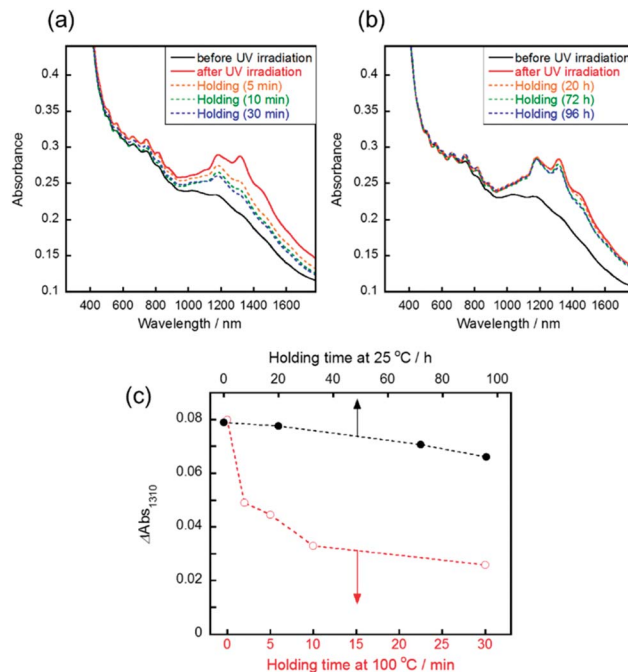 (a)
before UV irradiation
after UV irradiation
Holding (5 min)
Holding (10 min)
Holding (30 min)
0.4
0.35
0.3
0.25
0.2
0.15
0.1
Absorbance
400 600 800 1000 1200 1400 1600
Wavelength / nm
(b)
before UV irradiation
after UV irradiation
Holding (20 h)
Holding (72 h)
Holding (96 h)
0.4
0.35
0.3
0.25
0.2
0.15
0.1
Absorbance
400 600 800 1000 1200 1400 1600
Wavelength / nm
(c)
Holding time at 25 °C / h
0 20 40 60 80 100
0.08
0.06
0.04
0.02
0
ΔAbs1310
0 5 10 15 20 25 30
Holding time at 100 °C / min